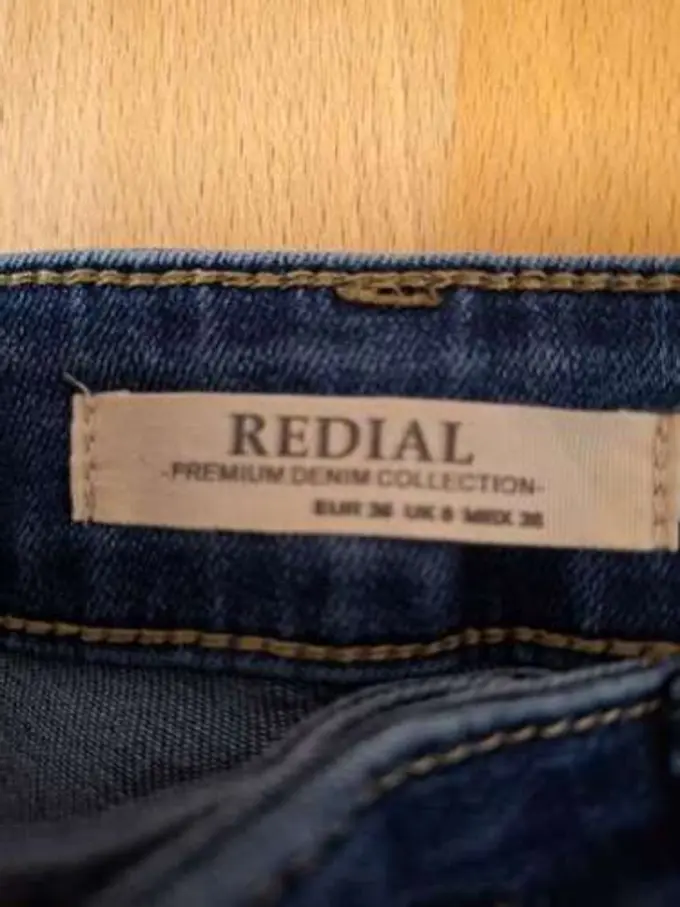 REDIAL
-PREMIUM DENIM COLLECTION-
EUR 36 UK 8 MEX 26